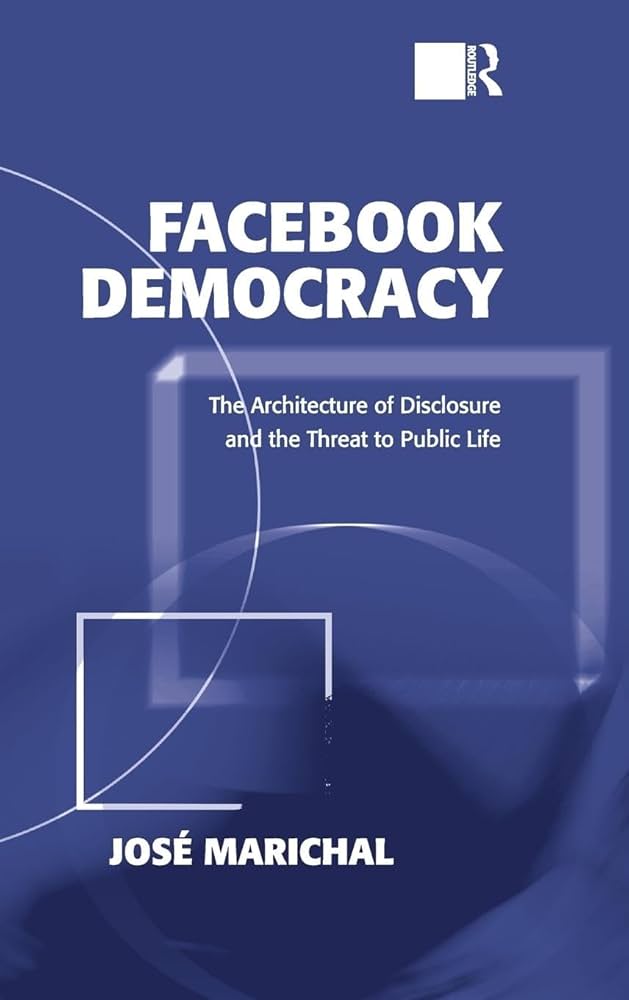 ROUTLEDGE
FACEBOOK
DEMOCRACY
The Architecture of Disclosure
and the Threat to Public Life
JOSÉ MARICHAL